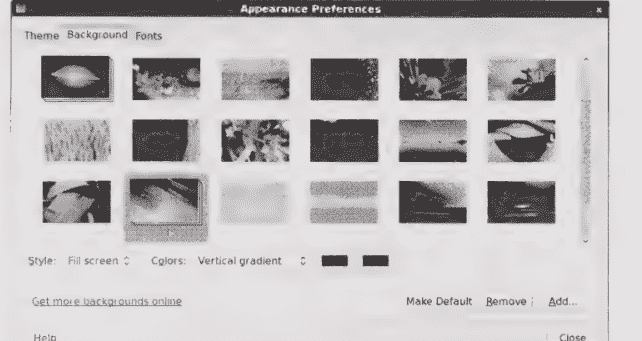 Appearance Preferences
Theme Background Fonts
Style: Fill screen Colors: Vertical gradient
Get more backgrounds online Make Default Remove Add...
Help Close